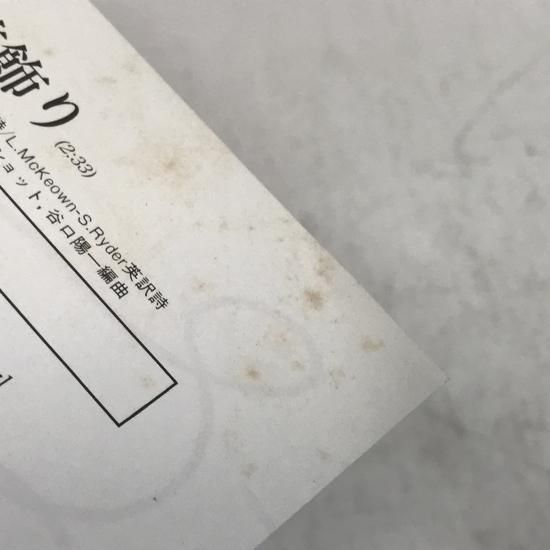 飾り (2:33)
/L.McKeown-S.Ryder英訳詩
ョット, 谷口陽一編曲